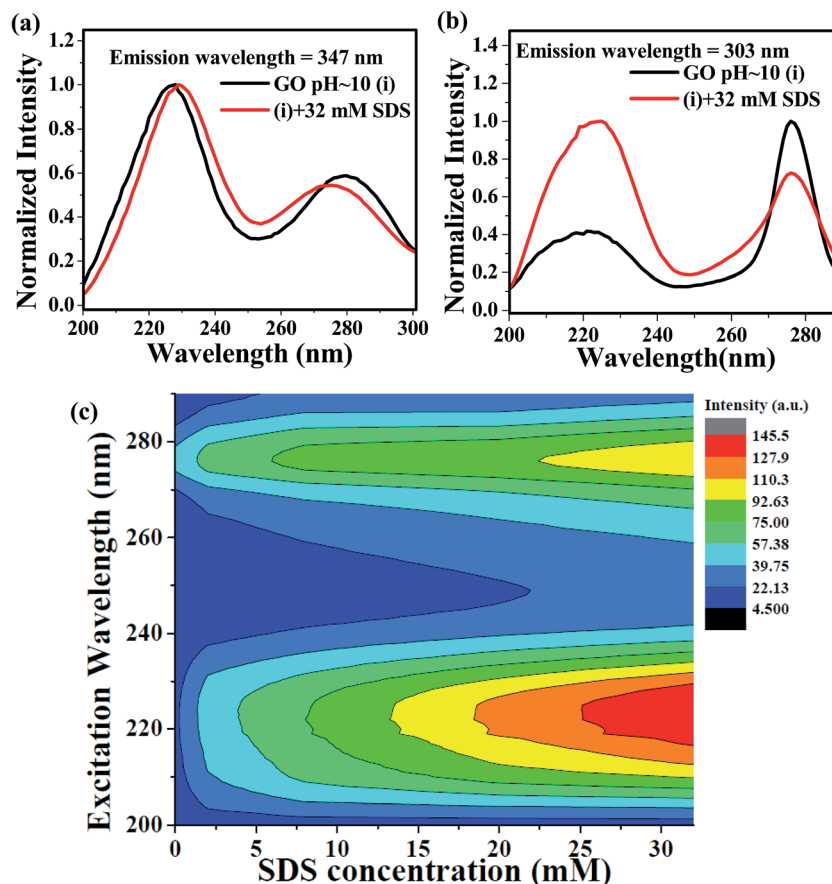 (a)
Emission wavelength = 347 nm
GO pH~10 (i)
(i)+32 mM SDS
Normalized Intensity
1.2
1.0
0.8
0.6
0.4
0.2
0.0
200 220 240 260 280 300
Wavelength (nm)
(b)
Emission wavelength = 303 nm
GO pH~10 (i)
(i)+32 mM SDS
Normalized Intensity
1.4
1.2
1.0
0.8
0.6
0.4
0.2
0.0
200 220 240 260 280
Wavelength(nm)
(c)
Excitation Wavelength (nm)
280
260
240
220
200
0 5 10 15 20 25 30
SDS concentration (mM)
Intensity (a.u.)
145.5
127.9
110.3
92.63
75.00
57.38
39.75
22.13
4.500